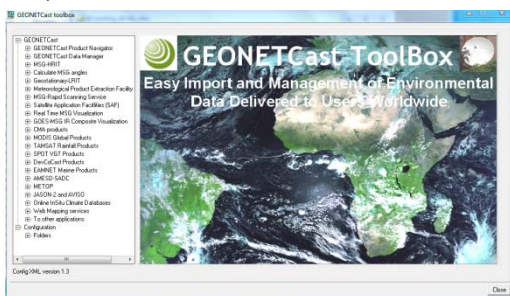 GEONETCast toolbox
GEONETCast
GEONETCast Product Navigator
GEONETCast Data Manager
MSG-HRIT
Calculate MSG angles
Geostationary-LRIT
Meteorological Product Extraction Facility
MSG-Rapid Scanning Service
Satellite Application Facilities (SAF)
Real Time MSG Visualization
GOES-MSG IR Composite Visualization
CMA products
MODIS Global Products
TAMSAT Rainfall Products
SPOT VGT Products
DevCoCast Products
EAMNET Marine Products
AMESD-SADC
METOP
JASON-2 and AVISO
Online InSitu Climate Databases
Web Mapping services
To other applications
Configuration
Folders
GEONETCast ToolBox
Easy Import and Management of Environmental
Data Delivered to Users Worldwide
Config XML version 1.3
Close